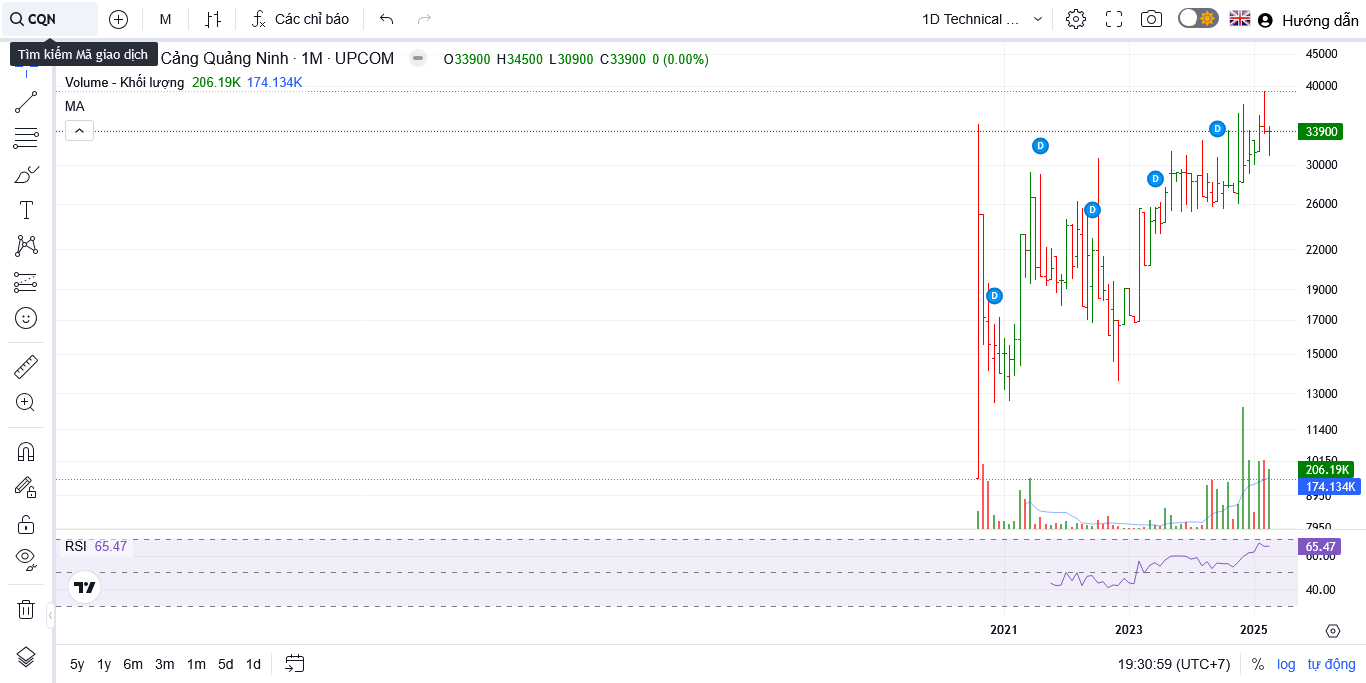 CQN
M
Các chỉ báo
1D Technical ...
Hướng dẫn
Tìm kiếm Mã giao dịch
Cảng Quảng Ninh · 1M · UPCOM
O33900 H34500 L30900 C33900 0 (0.00%)
Volume - Khối lượng 206.19K 174.134K
MA
45000
40000
33900
30000
26000
22000
19000
17000
15000
13000
11400
10150
206.19K
174.134K
8950
7950
D
D
D
D
D
RSI 65.47
65.47
60.00
40.00
2021
2023
2025
5y 1y 6m 3m 1m 5d 1d
19:30:59 (UTC+7)
% log tự động